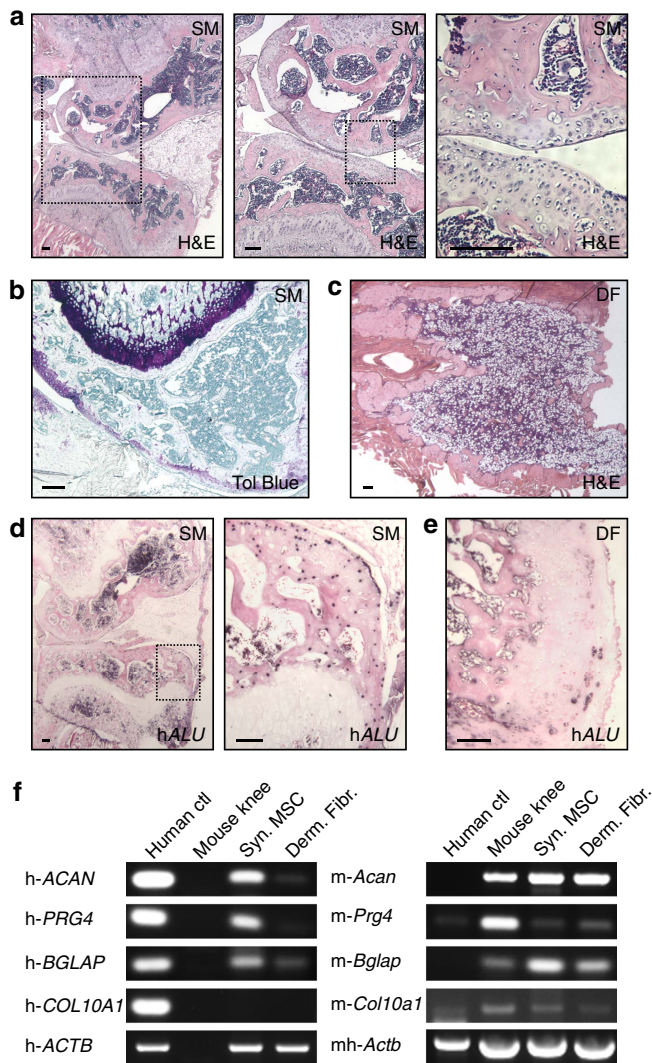 a
SM
SM
SM
H&E
H&E
H&E
b
SM
c
DF
Tol Blue
H&E
d
SM
SM
e
DF
hALU
hALU
hALU
f
Human ctl
Mouse knee
Syn. MSC
Derm. Fibr.
Human ctl
Mouse knee
Syn. MSC
Derm. Fibr.
h-ACAN
m-Acan
h-PRG4
m-Prg4
h-BGLAP
m-Bglap
h-COL10A1
m-Col10a1
h-ACTB
mh-Actb